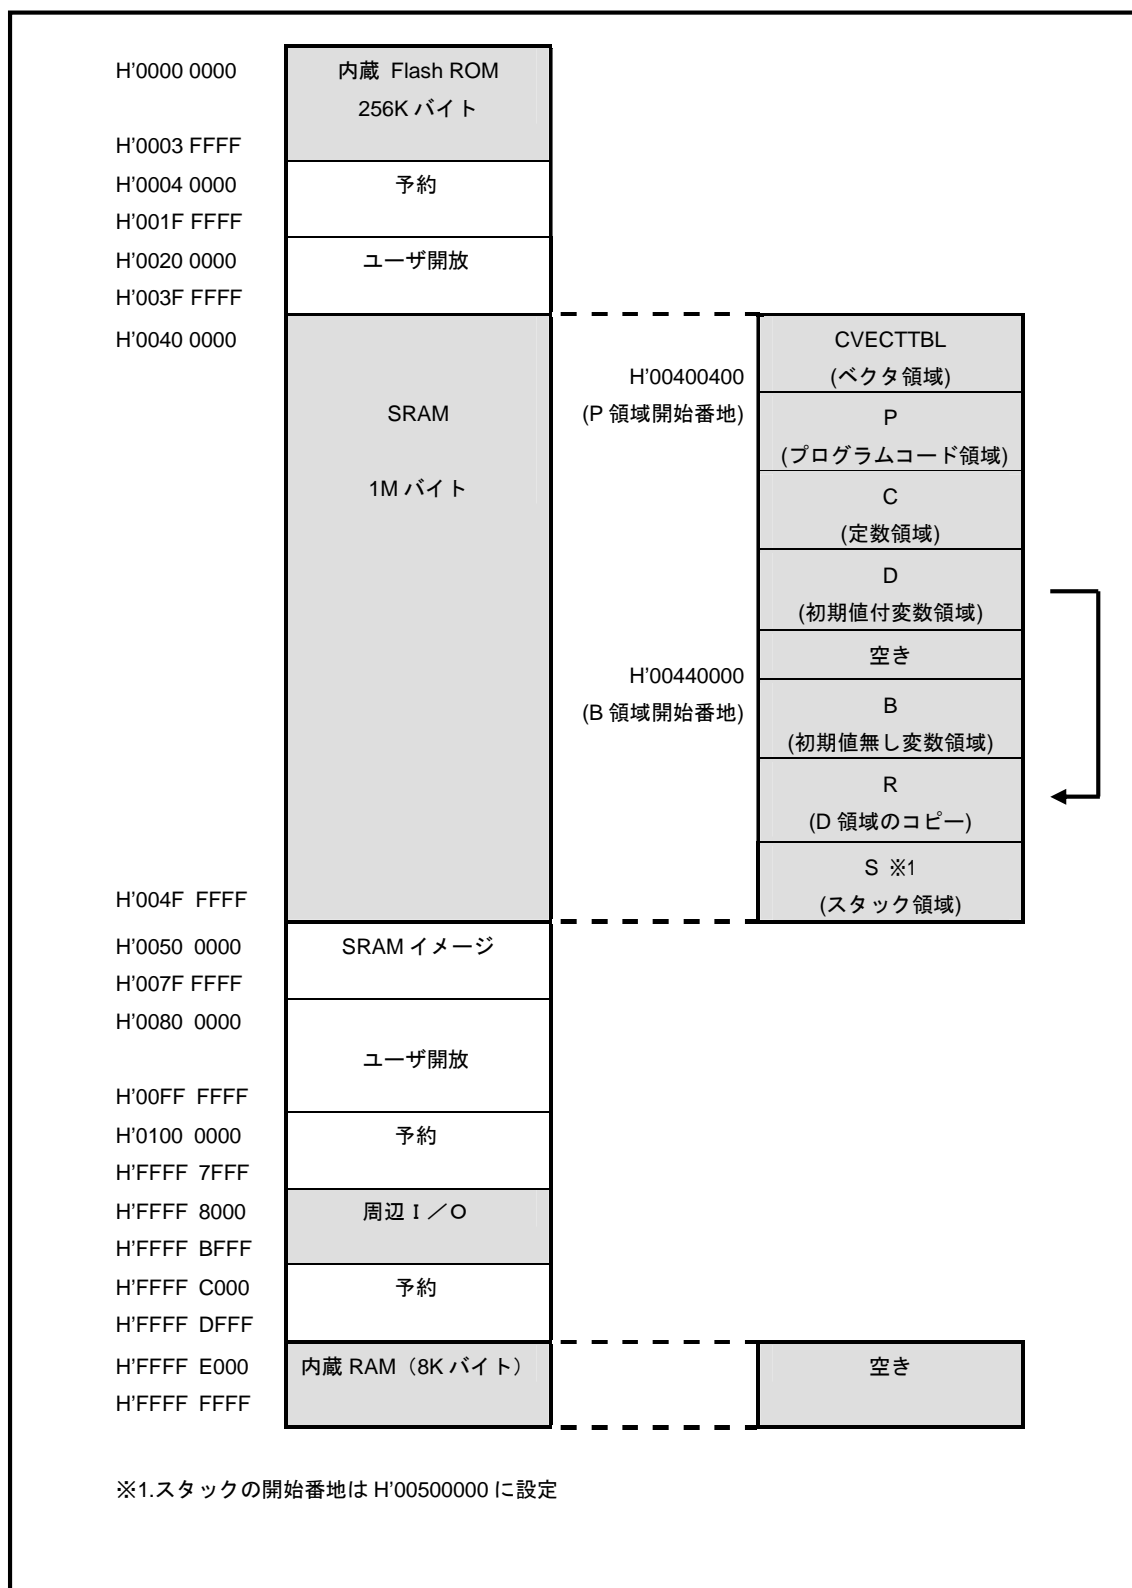 H'0000 0000
内蔵 Flash ROM
256K バイト
H'0003 FFFF
H'0004 0000
予約
H'001F FFFF
H'0020 0000
ユーザ開放
H'003F FFFF
H'0040 0000
SRAM
1M バイト
H'004F FFFF
CVECTTBL
(ベクタ領域)
H'00400400
(P 領域開始番地)
P
(プログラムコード領域)
C
(定数領域)
D
(初期値付変数領域)
空き
H'00440000
(B 領域開始番地)
B
(初期値無し変数領域)
R
(D 領域のコピー)
S ※1
(スタック領域)
H'0050 0000
SRAM イメージ
H'007F FFFF
H'0080 0000
ユーザ開放
H'00FF FFFF
H'0100 0000
予約
H'FFFF 7FFF
H'FFFF 8000
周辺 I/O
H'FFFF BFFF
H'FFFF C000
予約
H'FFFF DFFF
H'FFFF E000
内蔵 RAM（8K バイト）
空き
H'FFFF FFFF
※1.スタックの開始番地は H'00500000 に設定